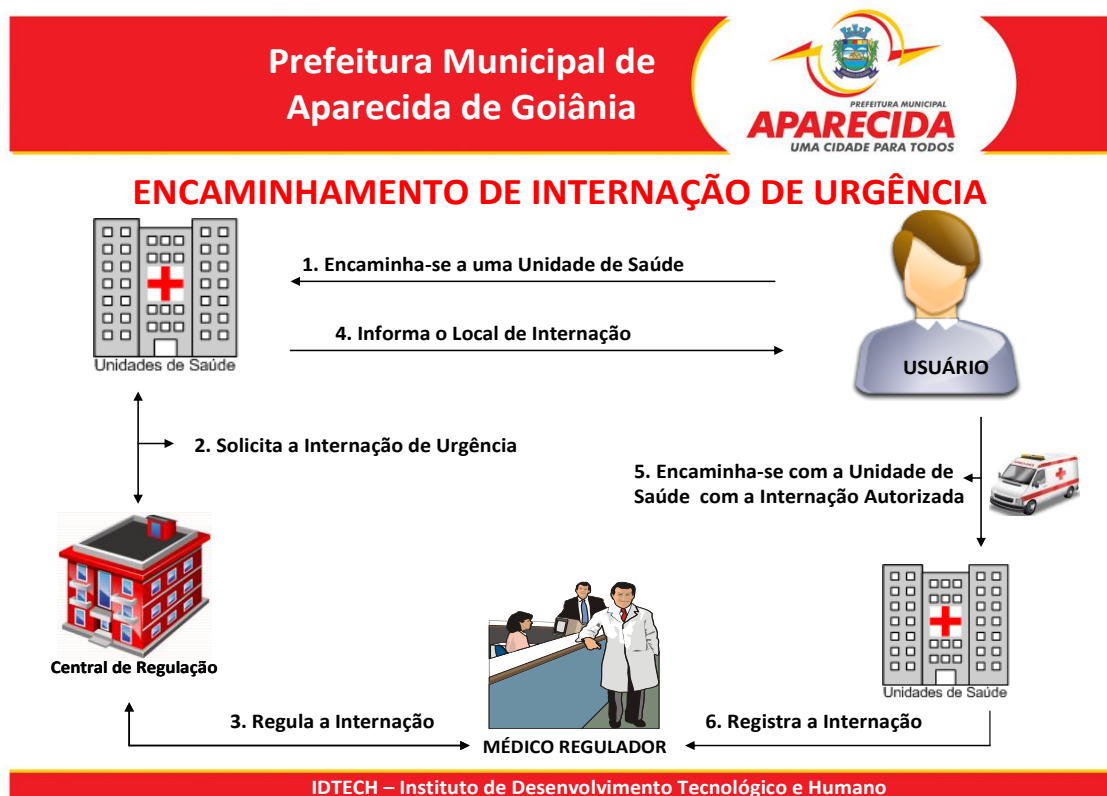 Prefeitura Municipal de
Aparecida de Goiânia
PREFEITURA MUNICIPAL
APARECIDA
UMA CIDADE PARA TODOS
ENCAMINHAMENTO DE INTERNAÇÃO DE URGÊNCIA
1. Encaminha-se a uma Unidade de Saúde
4. Informa o Local de Internação
Unidades de Saúde
USUÁRIO
2. Solicita a Internação de Urgência
5. Encaminha-se com a Unidade de
Saúde com a Internação Autorizada
Central de Regulação
Unidades de Saúde
3. Regula a Internação
6. Registra a Internação
MÉDICO REGULADOR
IDTECH – Instituto de Desenvolvimento Tecnológico e Humano